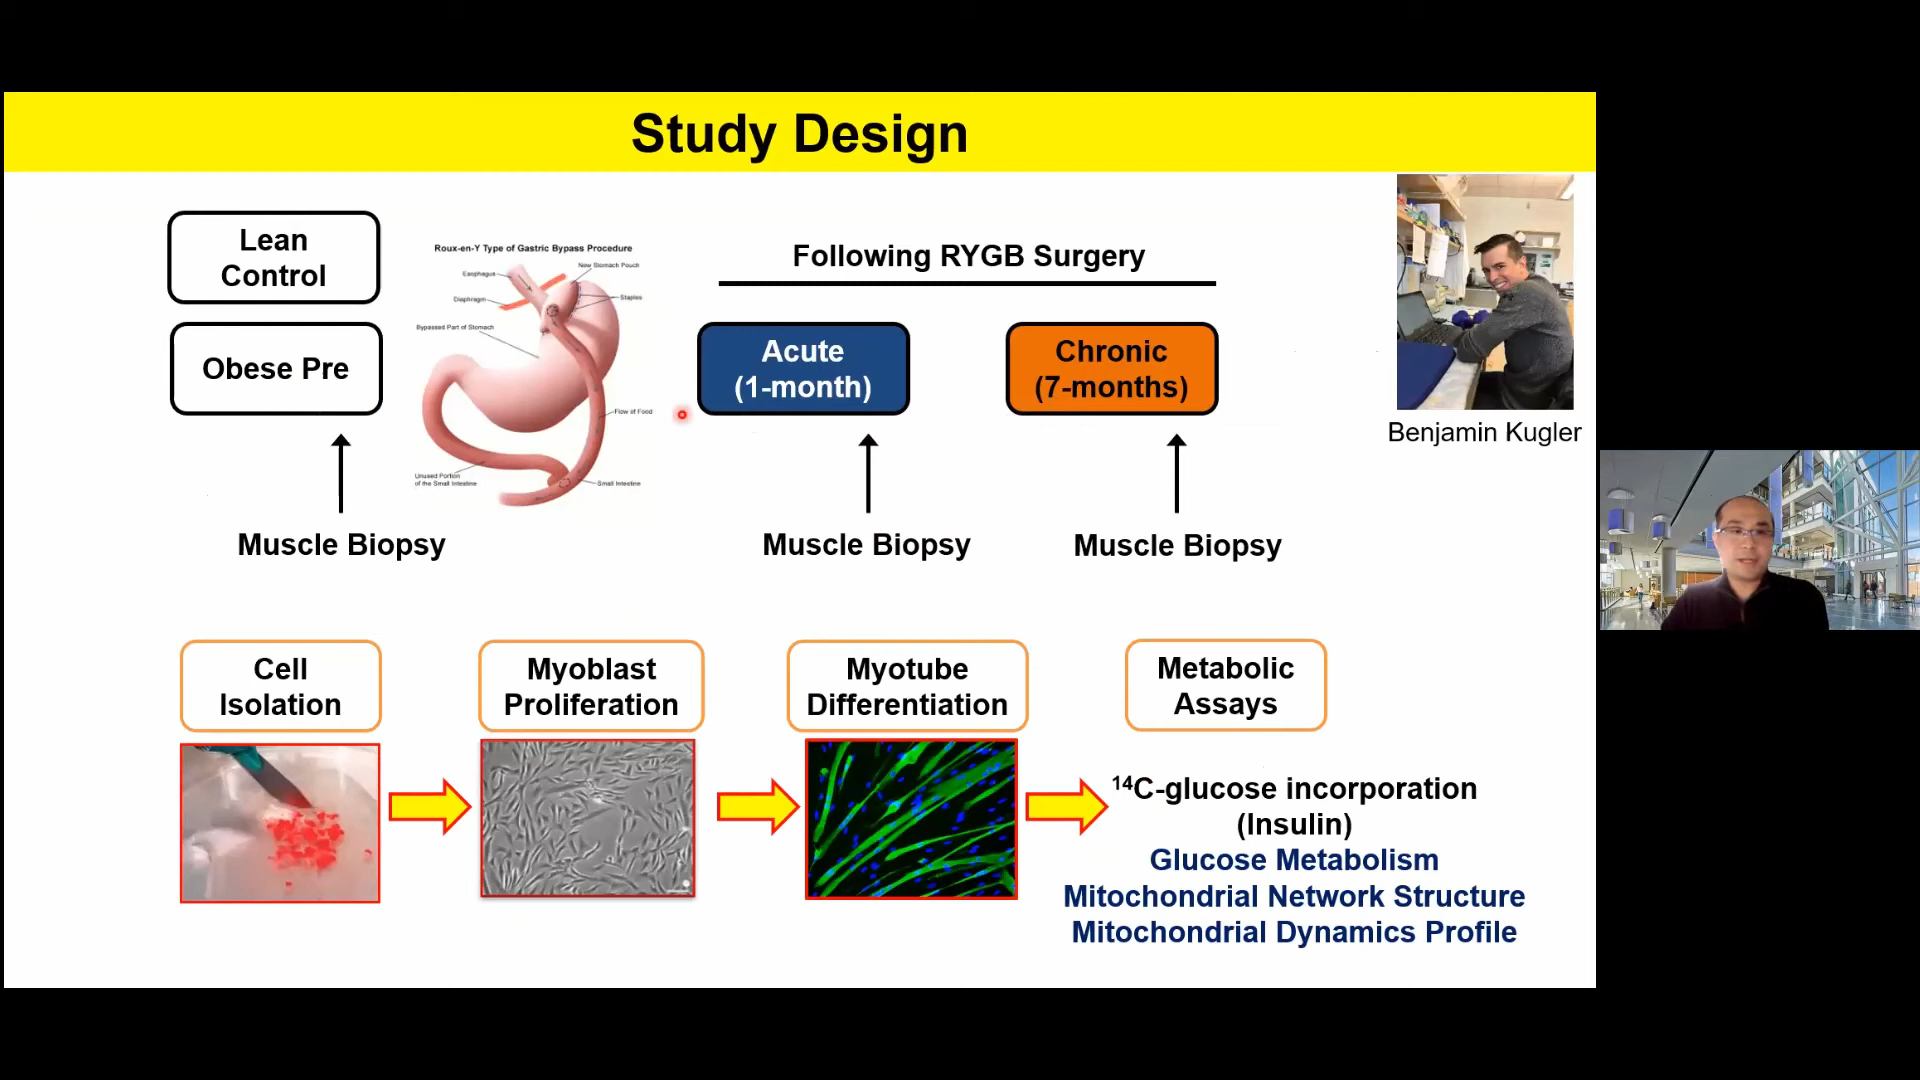 Study Design
Lean
Control
Obese Pre
Roux-en-Y Type of Gastric Bypass Procedure
Esophagus
New Stomach Pouch
Diaphragm
Staples
Bypassed Part of Stomach
Flow of Food
Unused Portion
of the Small Intestine
Small Intestine
Following RYGB Surgery
Acute
(1-month)
Chronic
(7-months)
Benjamin Kugler
Muscle Biopsy
Muscle Biopsy
Muscle Biopsy
Cell
Isolation
Myoblast
Proliferation
Myotube
Differentiation
Metabolic
Assays
¹⁴C-glucose incorporation
(Insulin)
Glucose Metabolism
Mitochondrial Network Structure
Mitochondrial Dynamics Profile